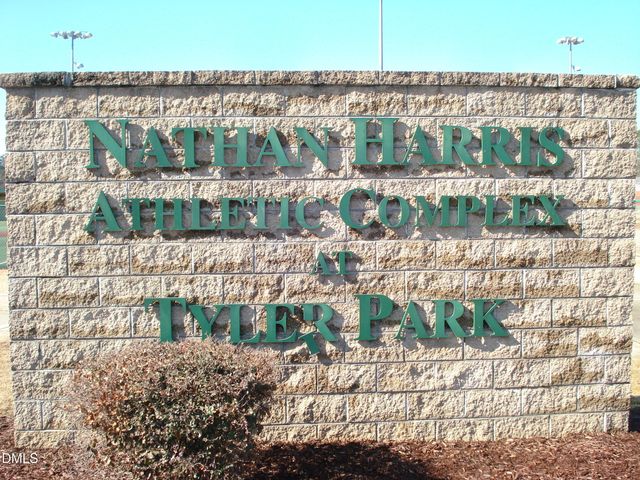 NATHAN HARRIS
ATHLETIC COMPLEX
AT
TYLER PARK
DMLS